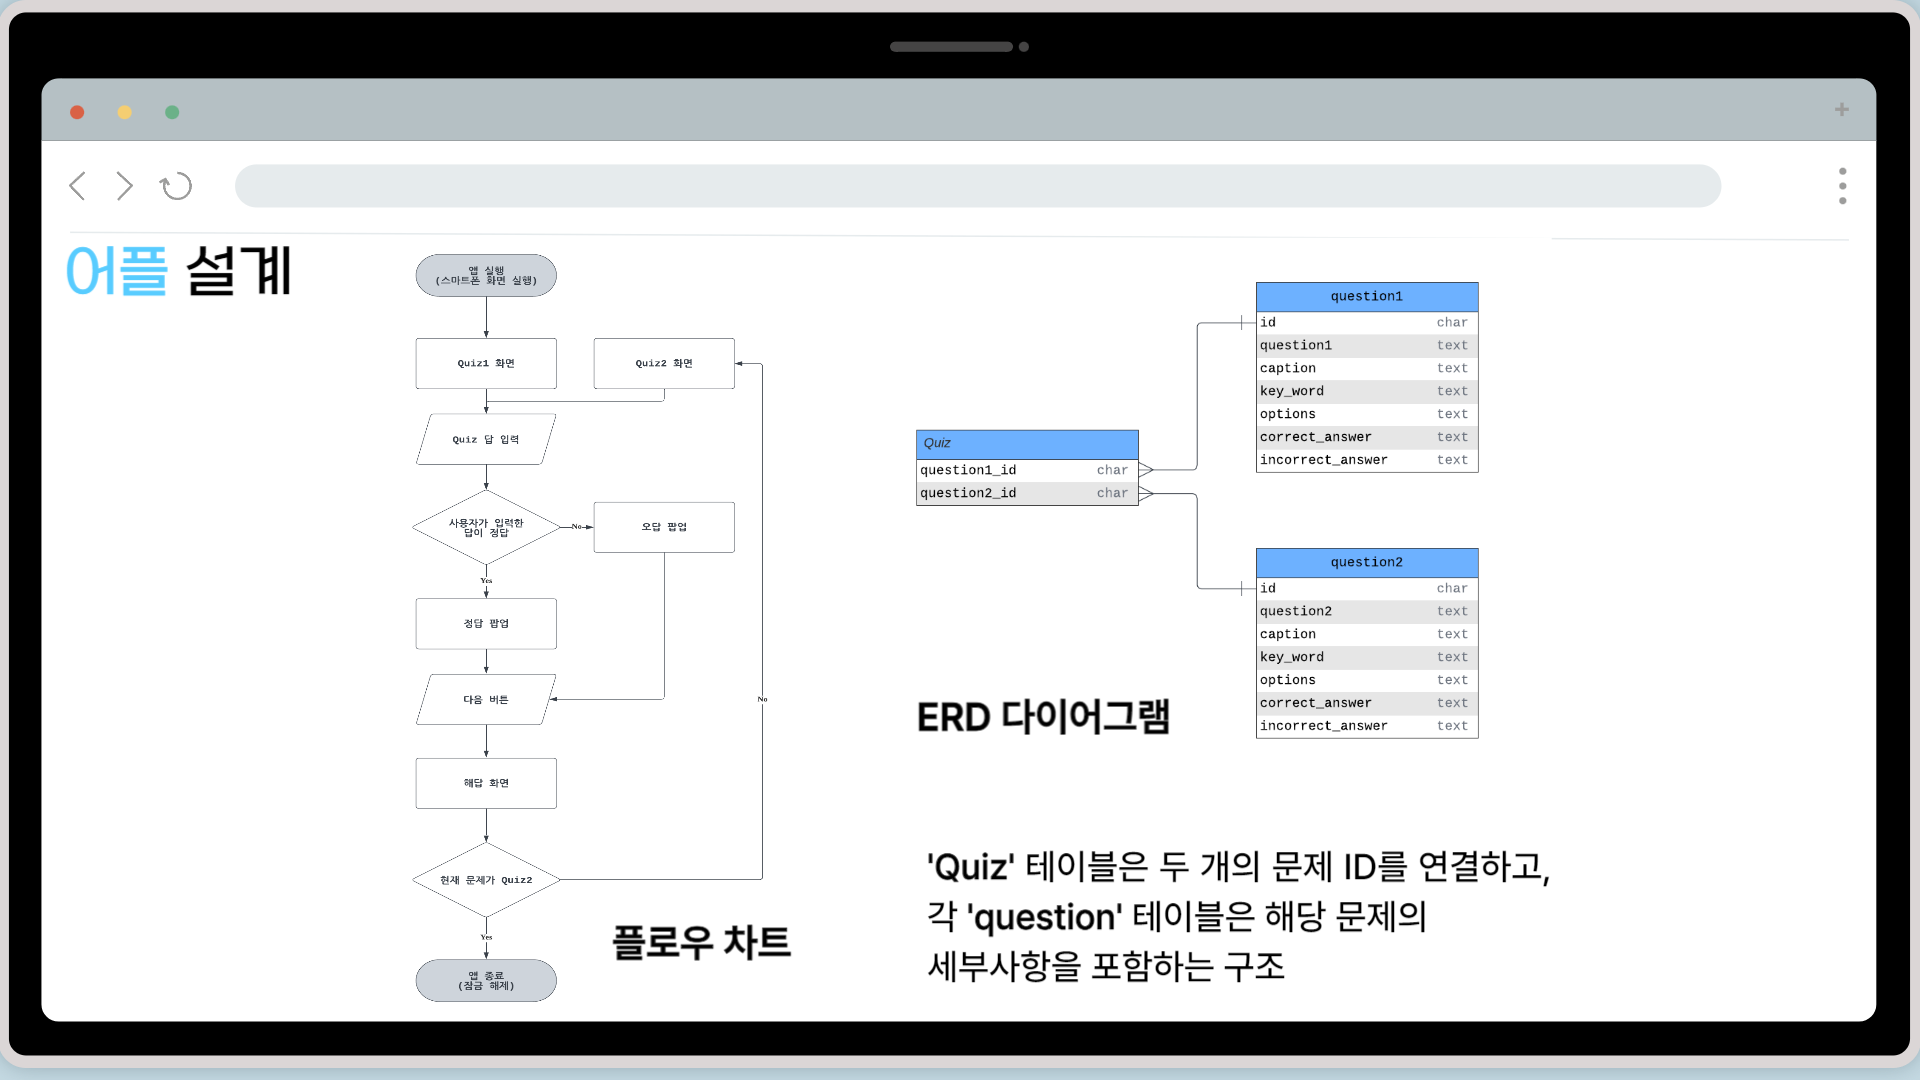 어플 설계
앱 실행
(스마트폰 화면 실행)
Quiz1 화면
Quiz2 화면
Quiz 답 입력
사용자가 입력한
답이 정답
No
오답 팝업
Yes
정답 팝업
다음 버튼
No
해답 화면
현재 문제가 Quiz2
Yes
앱 종료
(잠금 해제)
플로우 차트
Quiz
question1_id char
question2_id char
question1
id char
question1 text
caption text
key_word text
options text
correct_answer text
incorrect_answer text
question2
id char
question2 text
caption text
key_word text
options text
correct_answer text
incorrect_answer text
ERD 다이어그램
'Quiz' 테이블은 두 개의 문제 ID를 연결하고,
각 'question' 테이블은 해당 문제의
세부사항을 포함하는 구조